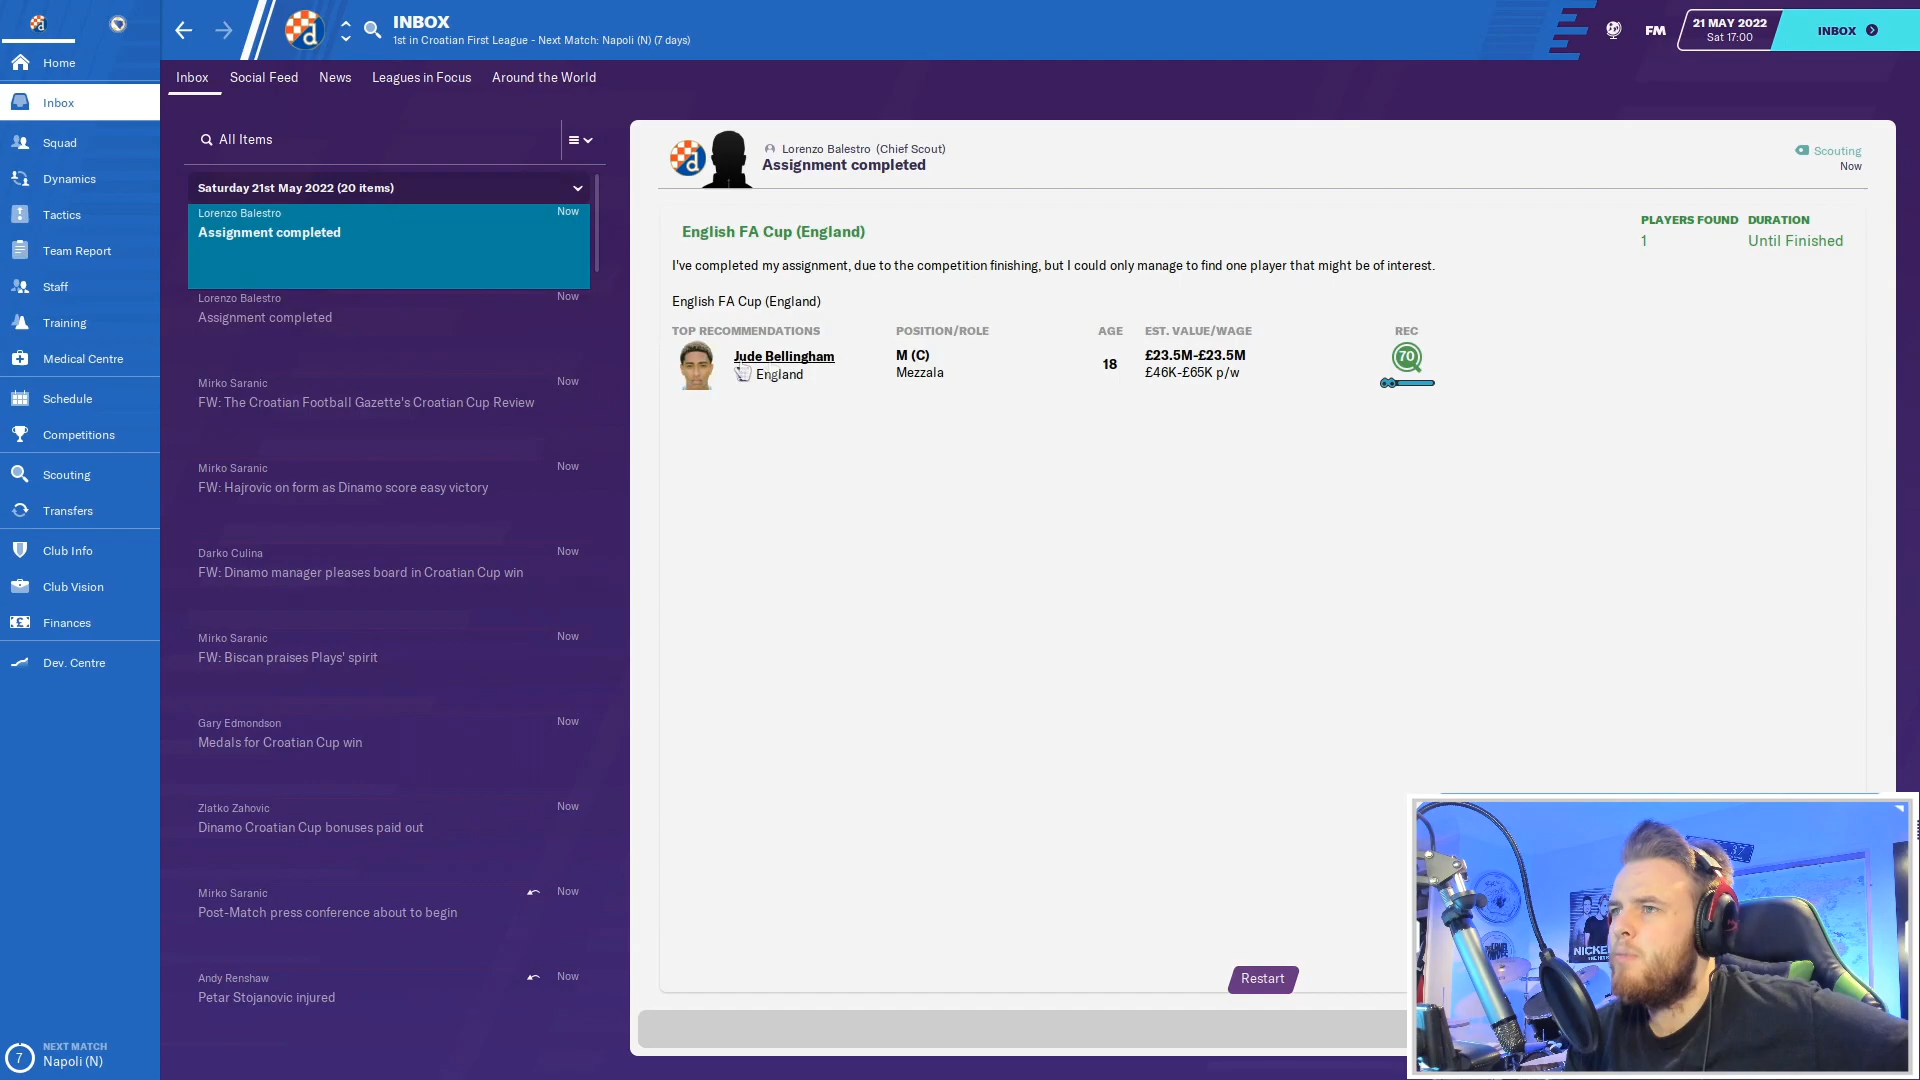 INBOX
1st in Croatian First League - Next Match: Napoli (N) (7 days)
FM
21 MAY 2022
Sat 17:00
INBOX
Home
Inbox
Squad
Dynamics
Tactics
Team Report
Staff
Training
Medical Centre
Schedule
Competitions
Scouting
Transfers
Club Info
Club Vision
Finances
Dev. Centre
7
NEXT MATCH
Napoli (N)
Inbox Social Feed News Leagues in Focus Around the World
All Items
Saturday 21st May 2022 (20 items)
Lorenzo Balestro Now
Assignment completed
Lorenzo Balestro Now
Assignment completed
Mirko Saranic Now
FW: The Croatian Football Gazette's Croatian Cup Review
Mirko Saranic Now
FW: Hajrovic on form as Dinamo score easy victory
Darko Culina Now
FW: Dinamo manager pleases board in Croatian Cup win
Mirko Saranic Now
FW: Biscan praises Plays' spirit
Gary Edmondson Now
Medals for Croatian Cup win
Zlatko Zahovic Now
Dinamo Croatian Cup bonuses paid out
Mirko Saranic Now
Post-Match press conference about to begin
Andy Renshaw Now
Petar Stojanovic injured
Lorenzo Balestro (Chief Scout)
Assignment completed
Scouting
Now
English FA Cup (England)
PLAYERS FOUND DURATION
1 Until Finished
I've completed my assignment, due to the competition finishing, but I could only manage to find one player that might be of interest.
English FA Cup (England)
TOP RECOMMENDATIONS POSITION/ROLE AGE EST. VALUE/WAGE REC
Jude Bellingham M (C) 18 £23.5M-£23.5M 70
England Mezzala £46K-£65K p/w
Restart
NICKE